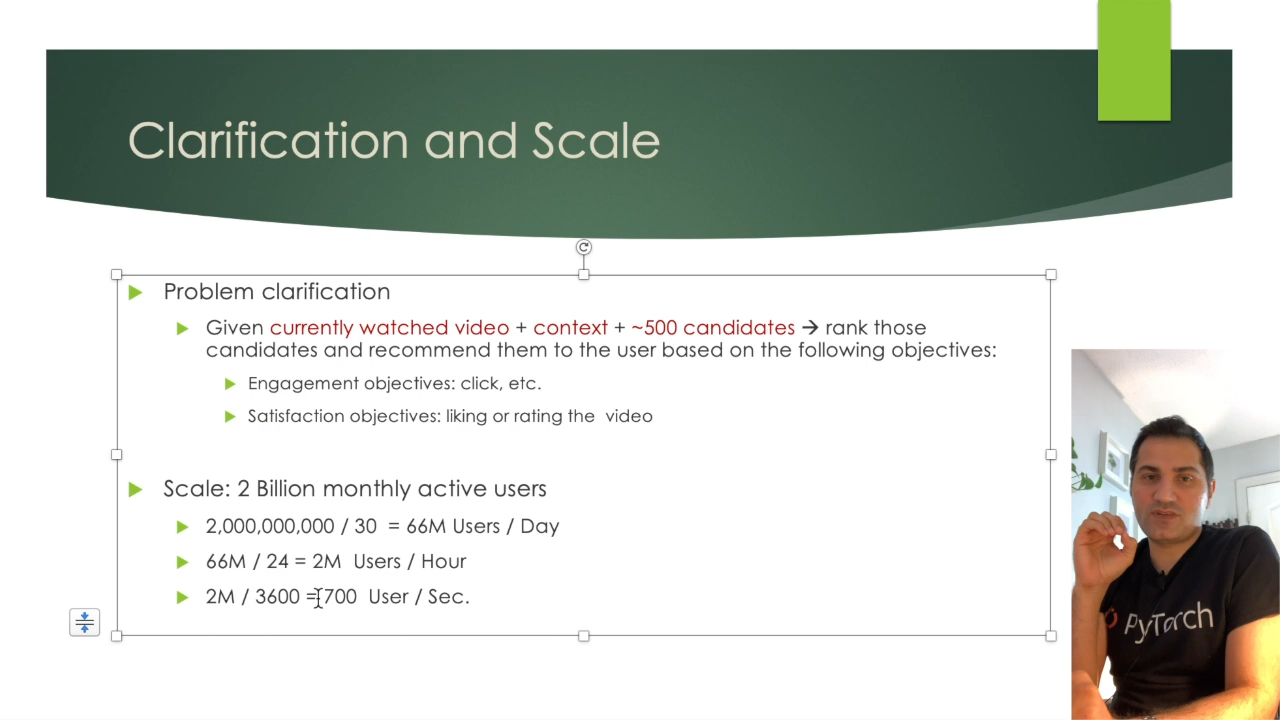 Clarification and Scale
Problem clarification
Given currently watched video + context + ~500 candidates → rank those
candidates and recommend them to the user based on the following objectives:
Engagement objectives: click, etc.
Satisfaction objectives: liking or rating the video
Scale: 2 Billion monthly active users
2,000,000,000 / 30 = 66M Users / Day
66M / 24 = 2M Users / Hour
2M / 3600 = 700 User / Sec.
PyTorch